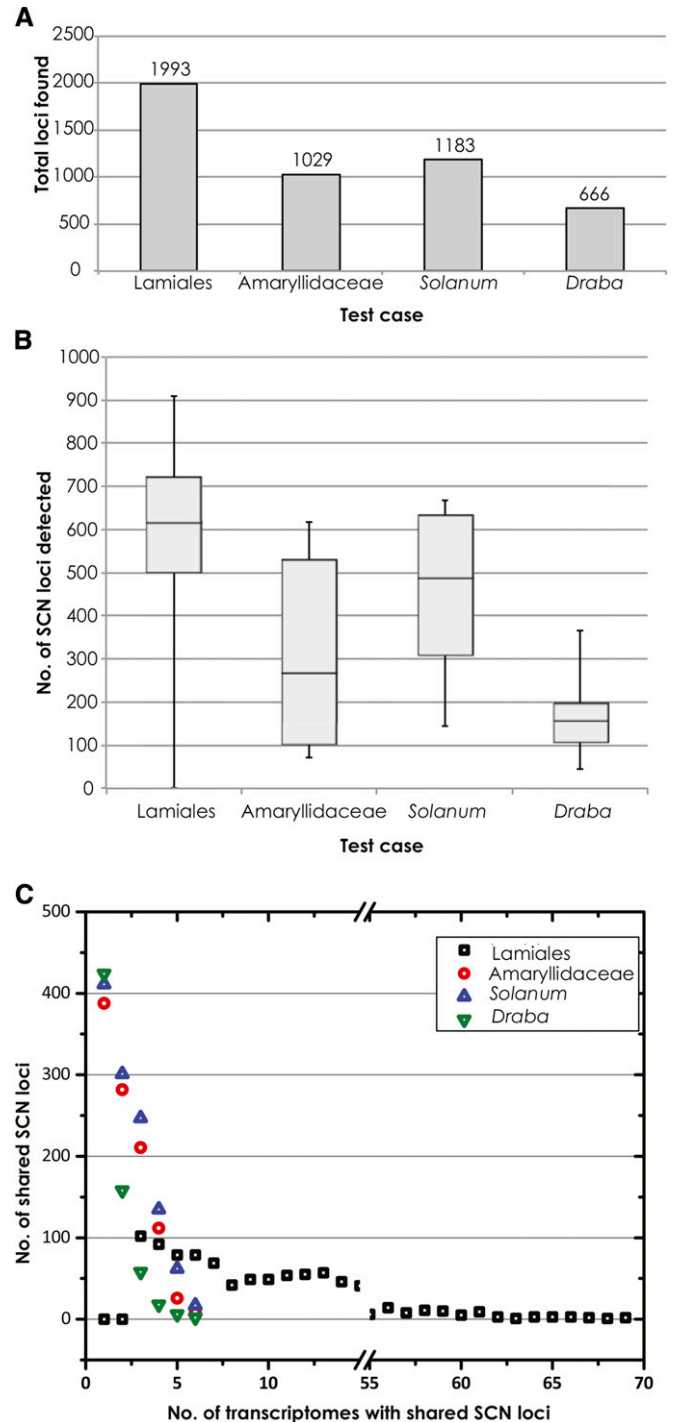 A
Total loci found
2500
2000
1500
1000
500
0
1993
1029
1183
666
Lamiales Amaryllidaceae Solanum Draba
Test case
B
No. of SCN loci detected
1000
900
800
700
600
500
400
300
200
100
0
Lamiales Amaryllidaceae Solanum Draba
Test case
C
No. of shared SCN loci
500
400
300
200
100
0
Lamiales
Amaryllidaceae
Solanum
Draba
0 5 10 55 60 65 70
No. of transcriptomes with shared SCN loci